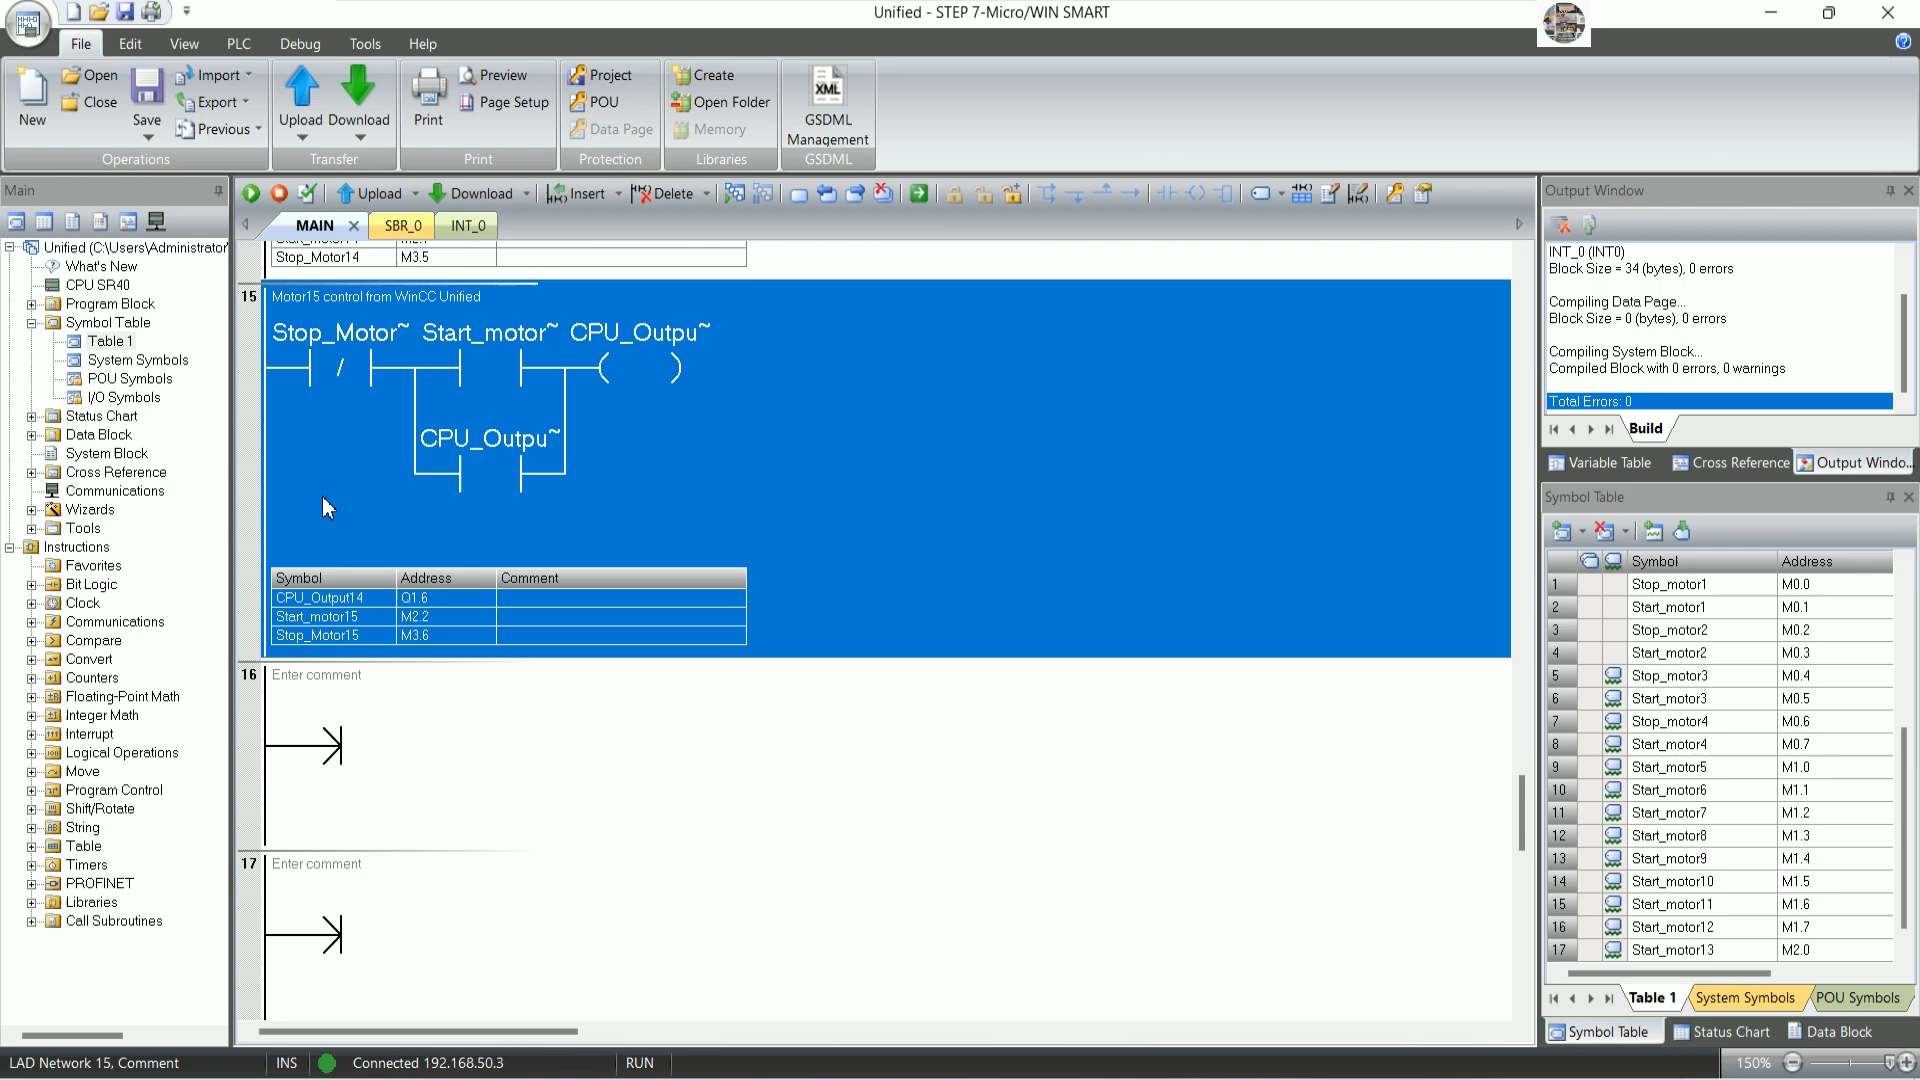 Unified - STEP 7-Micro/WIN SMART
File Edit View PLC Debug Tools Help
New
Open
Close
Save
Import
Export
Previous
Operations
Upload
Download
Transfer
Print
Preview
Page Setup
Print
Project
POU
Data Page
Protection
Create
Open Folder
Memory
Libraries
XML
GSDML
Management
GSDML
Main
Upload Download Insert Delete
MAIN SBR_0 INT_0
Unified (C:\Users\Administrator
What's New
CPU SR40
Program Block
Symbol Table
Table 1
System Symbols
POU Symbols
I/O Symbols
Status Chart
Data Block
System Block
Cross Reference
Communications
Wizards
Tools
Instructions
Favorites
Bit Logic
Clock
Communications
Compare
Convert
Counters
Floating-Point Math
Integer Math
Interrupt
Logical Operations
Move
Program Control
Shift/Rotate
String
Table
Timers
PROFINET
Libraries
Call Subroutines
Stop_Motor14 M3.5
15 Motor15 control from WinCC Unified
Stop_Motor~ Start_motor~ CPU_Outpu~
/
CPU_Outpu~
Symbol Address Comment
CPU_Output14 Q1.6
Start_motor15 M2.2
Stop_Motor15 M3.6
16 Enter comment
17 Enter comment
Output Window
INT_0 (INT0)
Block Size = 34 (bytes), 0 errors
Compiling Data Page...
Block Size = 0 (bytes), 0 errors
Compiling System Block...
Compiled Block with 0 errors, 0 warnings
Total Errors: 0
Build
Variable Table Cross Reference Output Windo...
Symbol Table
Symbol Address
1 Stop_motor1 M0.0
2 Start_motor1 M0.1
3 Stop_motor2 M0.2
4 Start_motor2 M0.3
5 Stop_motor3 M0.4
6 Start_motor3 M0.5
7 Stop_motor4 M0.6
8 Start_motor4 M0.7
9 Start_motor5 M1.0
10 Start_motor6 M1.1
11 Start_motor7 M1.2
12 Start_motor8 M1.3
13 Start_motor9 M1.4
14 Start_motor10 M1.5
15 Start_motor11 M1.6
16 Start_motor12 M1.7
17 Start_motor13 M2.0
Table 1 System Symbols POU Symbols
Symbol Table Status Chart Data Block
LAD Network 15, Comment INS Connected 192.168.50.3 RUN 150%